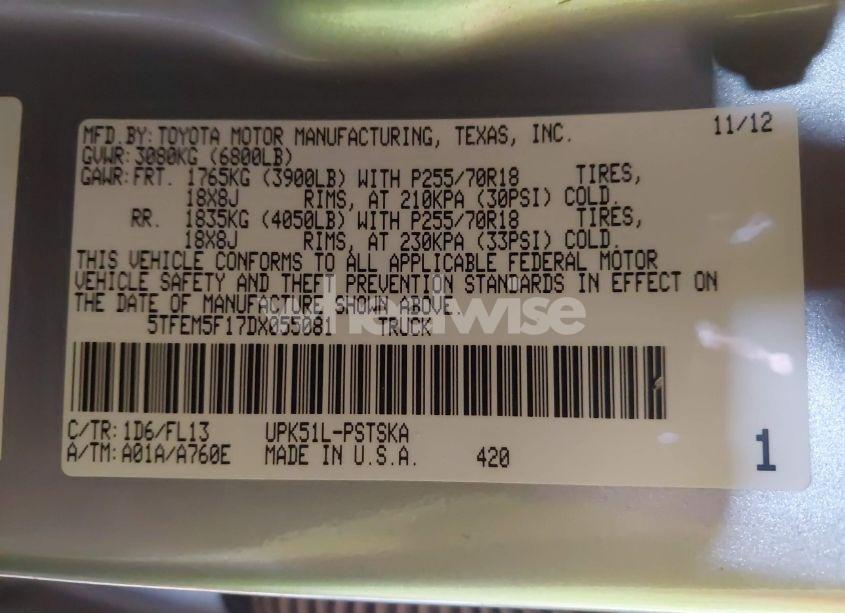 MFD.BY:TOYOTA MOTOR MANUFACTURING, TEXAS, INC. 11/12
GVWR:3080KG (6800LB)
GAWR:FRT. 1765KG (3900LB) WITH P255/70R18 TIRES,
18X8J RIMS, AT 210KPA (30PSI) COLD.
RR. 1835KG (4050LB) WITH P255/70R18 TIRES,
18X8J RIMS, AT 230KPA (33PSI) COLD.
THIS VEHICLE CONFORMS TO ALL APPLICABLE FEDERAL MOTOR
VEHICLE SAFETY AND THEFT PREVENTION STANDARDS IN EFFECT ON
THE DATE OF MANUFACTURE SHOWN ABOVE.
5TFEM5F17DX055081 TRUCK
C/TR:1D6/FL13 UPK51L-PSTSKA
A/TM:A01A/A760E MADE IN U.S.A. 420
1